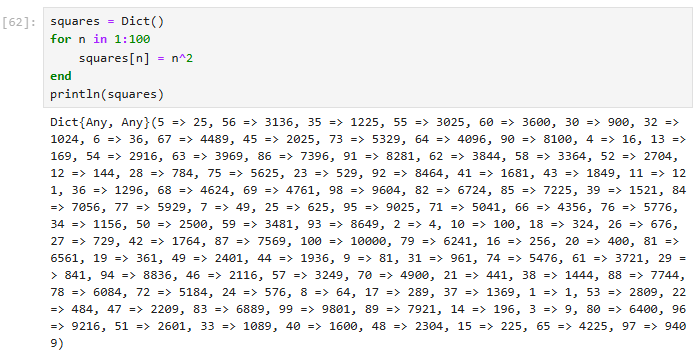 [62]:
squares = Dict()
for n in 1:100
    squares[n] = n^2
end
println(squares)
Dict{Any, Any}(5 => 25, 56 => 3136, 35 => 1225, 55 => 3025, 60 => 3600, 30 => 900, 32 =>
1024, 6 => 36, 67 => 4489, 45 => 2025, 73 => 5329, 64 => 4096, 90 => 8100, 4 => 16, 13 =>
169, 54 => 2916, 63 => 3969, 86 => 7396, 91 => 8281, 62 => 3844, 58 => 3364, 52 => 2704,
12 => 144, 28 => 784, 75 => 5625, 23 => 529, 92 => 8464, 41 => 1681, 43 => 1849, 11 => 12
1, 36 => 1296, 68 => 4624, 69 => 4761, 98 => 9604, 82 => 6724, 85 => 7225, 39 => 1521, 84
=> 7056, 77 => 5929, 7 => 49, 25 => 625, 95 => 9025, 71 => 5041, 66 => 4356, 76 => 5776,
34 => 1156, 50 => 2500, 59 => 3481, 93 => 8649, 2 => 4, 10 => 100, 18 => 324, 26 => 676,
27 => 729, 42 => 1764, 87 => 7569, 100 => 10000, 79 => 6241, 16 => 256, 20 => 400, 81 =>
6561, 19 => 361, 49 => 2401, 44 => 1936, 9 => 81, 31 => 961, 74 => 5476, 61 => 3721, 29 =
> 841, 94 => 8836, 46 => 2116, 57 => 3249, 70 => 4900, 21 => 441, 38 => 1444, 88 => 7744,
78 => 6084, 72 => 5184, 24 => 576, 8 => 64, 17 => 289, 37 => 1369, 1 => 1, 53 => 2809, 22
=> 484, 47 => 2209, 83 => 6889, 99 => 9801, 89 => 7921, 14 => 196, 3 => 9, 80 => 6400, 96
=> 9216, 51 => 2601, 33 => 1089, 40 => 1600, 48 => 2304, 15 => 225, 65 => 4225, 97 => 940
9)